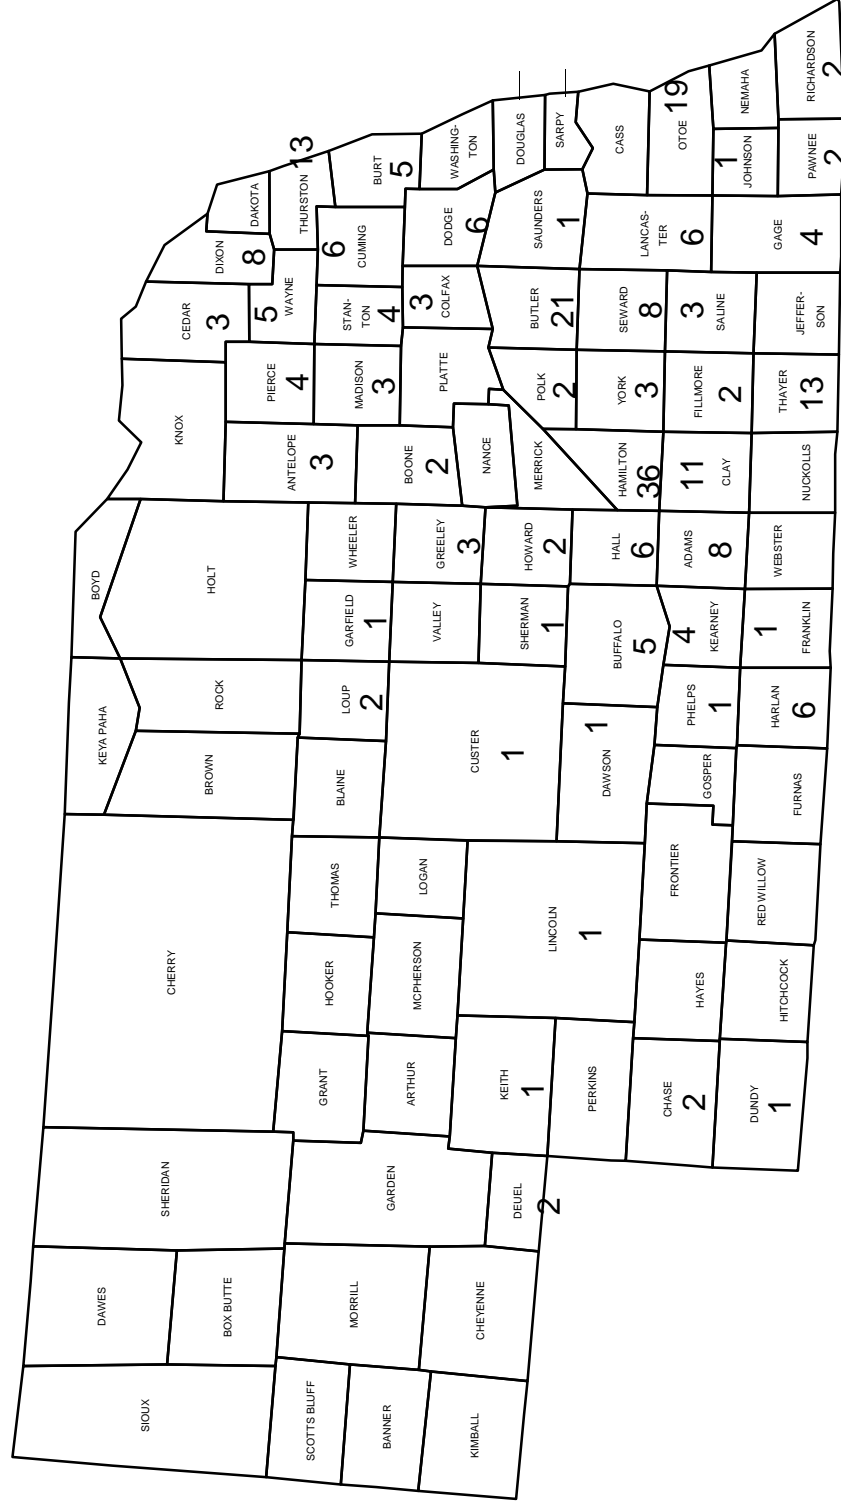 SIOUX
DAWES
BOX BUTTE
SHERIDAN
SCOTTS BLUFF
BANNER
KIMBALL
MORRILL
CHEYENNE
GARDEN
DEUEL
2
CHERRY
GRANT
HOOKER
THOMAS
ARTHUR
MCPHERSON
LOGAN
KEITH
1
PERKINS
LINCOLN
1
CHASE
2
DUNDY
1
HAYES
HITCHCOCK
FRONTIER
RED WILLOW
KEYA PAHA
BROWN
ROCK
BLAINE
LOUP
2
CUSTER
1
DAWSON
1
GOSPER
FURNAS
PHELPS
1
HARLAN
6
BOYD
HOLT
GARFIELD
1
WHEELER
VALLEY
GREELEY
3
SHERMAN
1
HOWARD
2
BUFFALO
5
HALL
6
KEARNEY
4
ADAMS
8
FRANKLIN
1
WEBSTER
KNOX
ANTELOPE
3
BOONE
2
NANCE
MERRICK
HAMILTON
36
CLAY
11
NUCKOLLS
CEDAR
3
PIERCE
4
MADISON
3
PLATTE
POLK
2
YORK
3
FILLMORE
2
THAYER
13
DIXON
8
WAYNE
5
STAN-
TON
4
COLFAX
3
BUTLER
21
SEWARD
8
SALINE
3
JEFFER-
SON
DAKOTA
THURSTON
13
CUMING
6
BURT
5
DODGE
6
WASHING-
TON
SAUNDERS
1
DOUGLAS
SARPY
LANCAS-
TER
6
CASS
OTOE
19
GAGE
4
JOHNSON
1
NEMAHA
PAWNEE
2
RICHARDSON
2